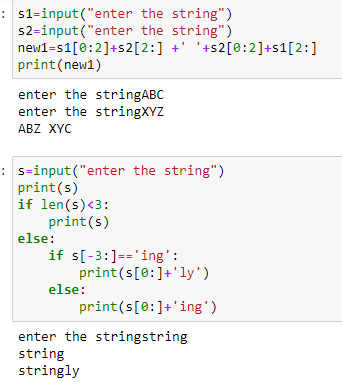 : s1=input("enter the string")
s2=input("enter the string")
new1=s1[0:2]+s2[2:] +' '+s2[0:2]+s1[2:]
print(new1)
enter the stringABC
enter the stringXYZ
ABZ XYC
: s=input("enter the string")
print(s)
if len(s)<3:
    print(s)
else:
    if s[-3:]=='ing':
        print(s[0:]+'ly')
    else:
        print(s[0:]+'ing')
enter the stringstring
string
stringly